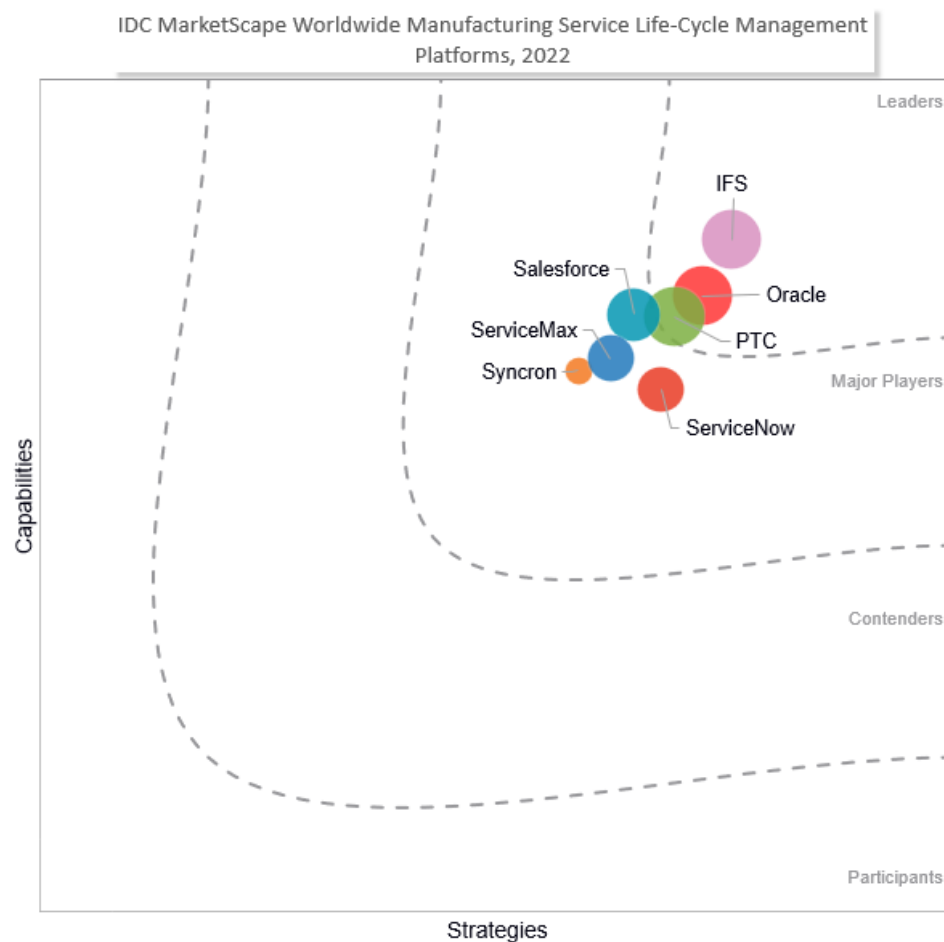 IDC MarketScape Worldwide Manufacturing Service Life-Cycle Management
Platforms, 2022
Leaders
IFS
Salesforce
Oracle
ServiceMax
PTC
Syncron
Major Players
ServiceNow
Capabilities
Contenders
Participants
Strategies